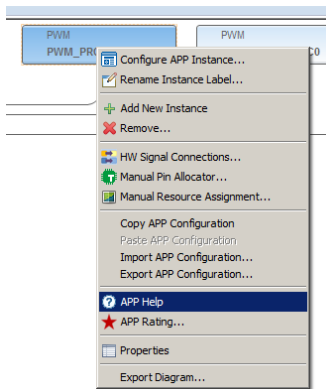 PWM
PWM
PWM_PRO
C0
Configure APP Instance...
Rename Instance Label...
Add New Instance
Remove...
HW Signal Connections...
Manual Pin Allocator...
Manual Resource Assignment...
Copy APP Configuration
Paste APP Configuration
Import APP Configuration...
Export APP Configuration...
APP Help
APP Rating...
Properties
Export Diagram...